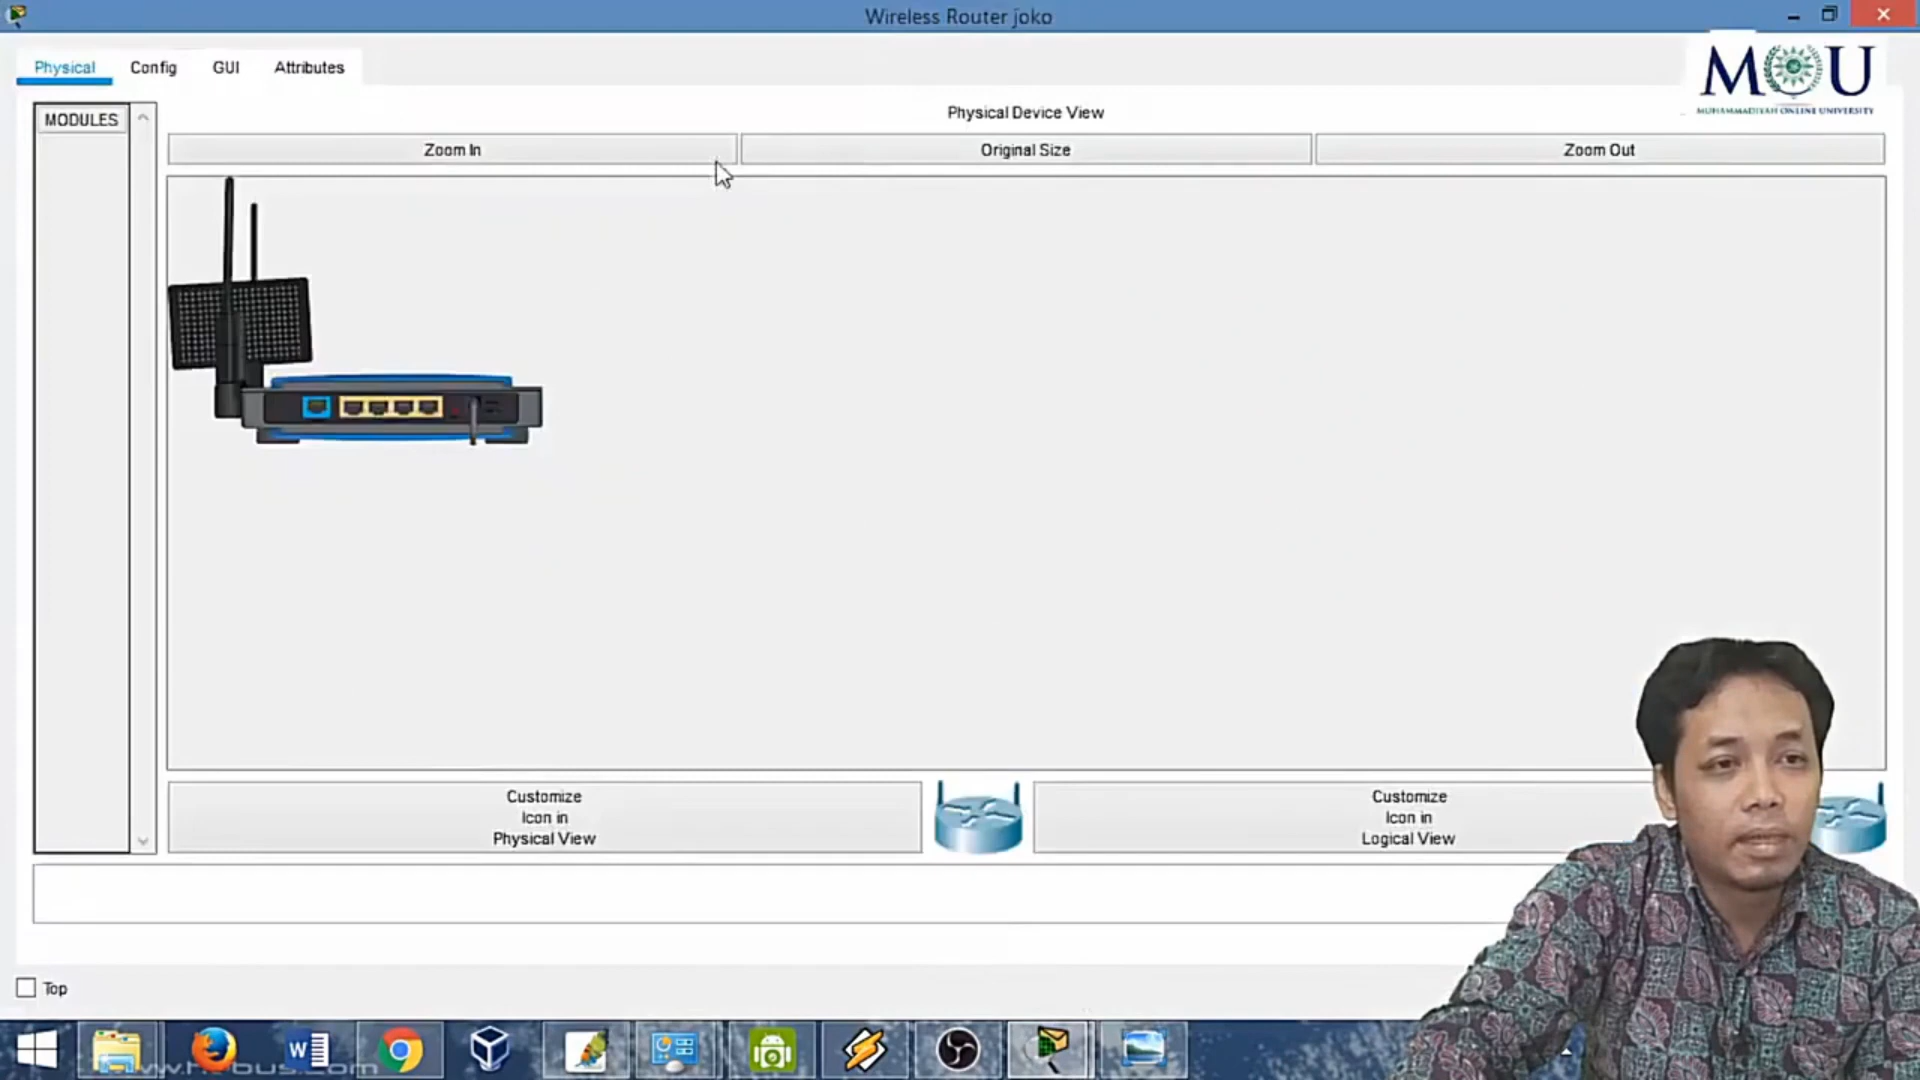 Wireless Router joko
Physical
Config
GUI
Attributes
MOU
MUHAMMADIYAH ONLINE UNIVERSITY
MODULES
Physical Device View
Zoom In
Original Size
Zoom Out
Customize
Icon in
Physical View
Customize
Icon in
Logical View
Top
W